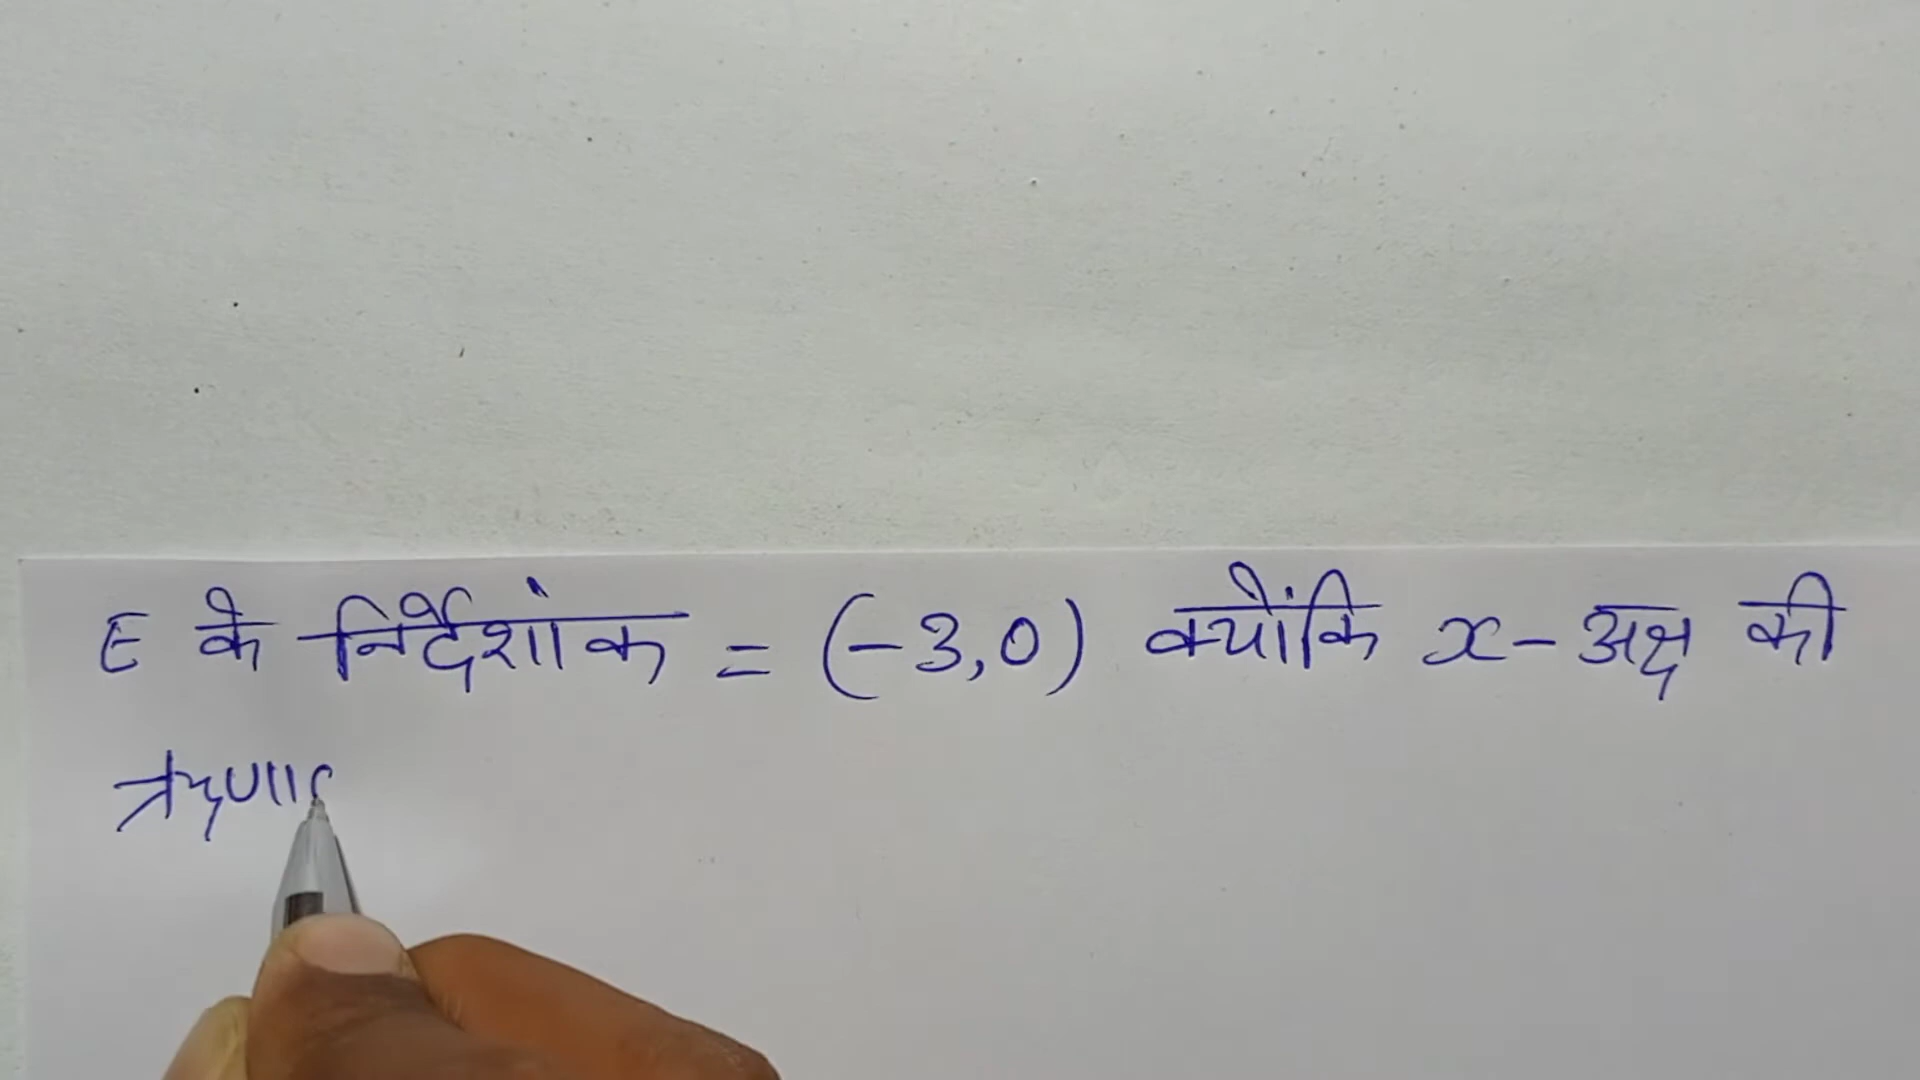 E के निर्देशांक = (-3,0) क्योंकि x-अक्ष की